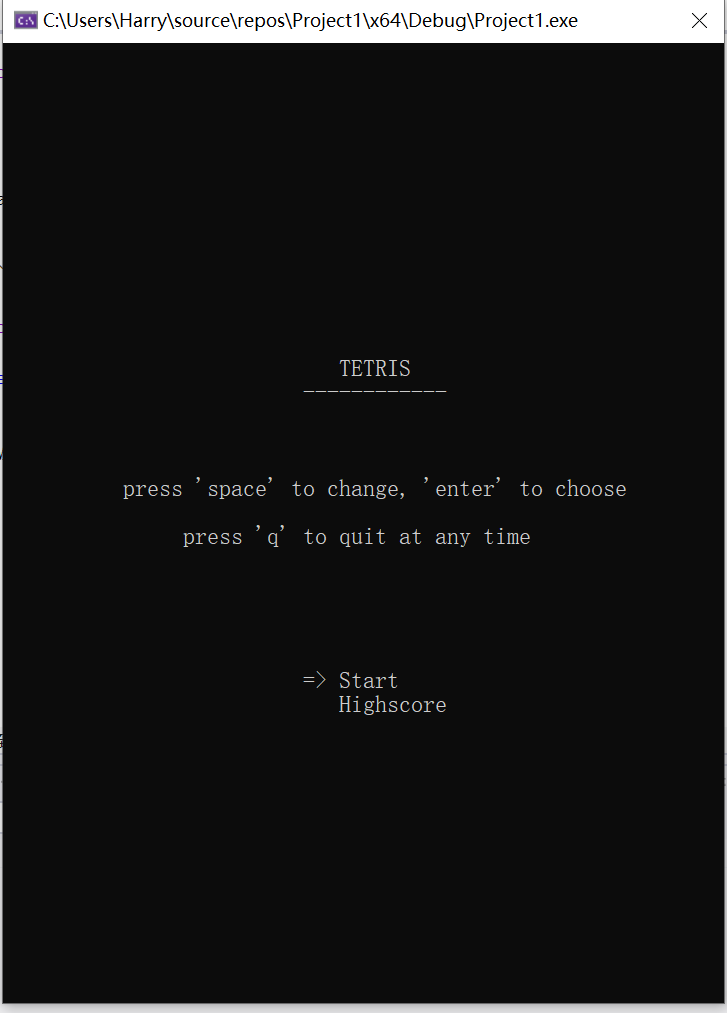 C:\Users\Harry\source\repos\Project1\x64\Debug\Project1.exe
TETRIS
------------
press 'space' to change, 'enter' to choose
press 'q' to quit at any time
=> Start
Highscore